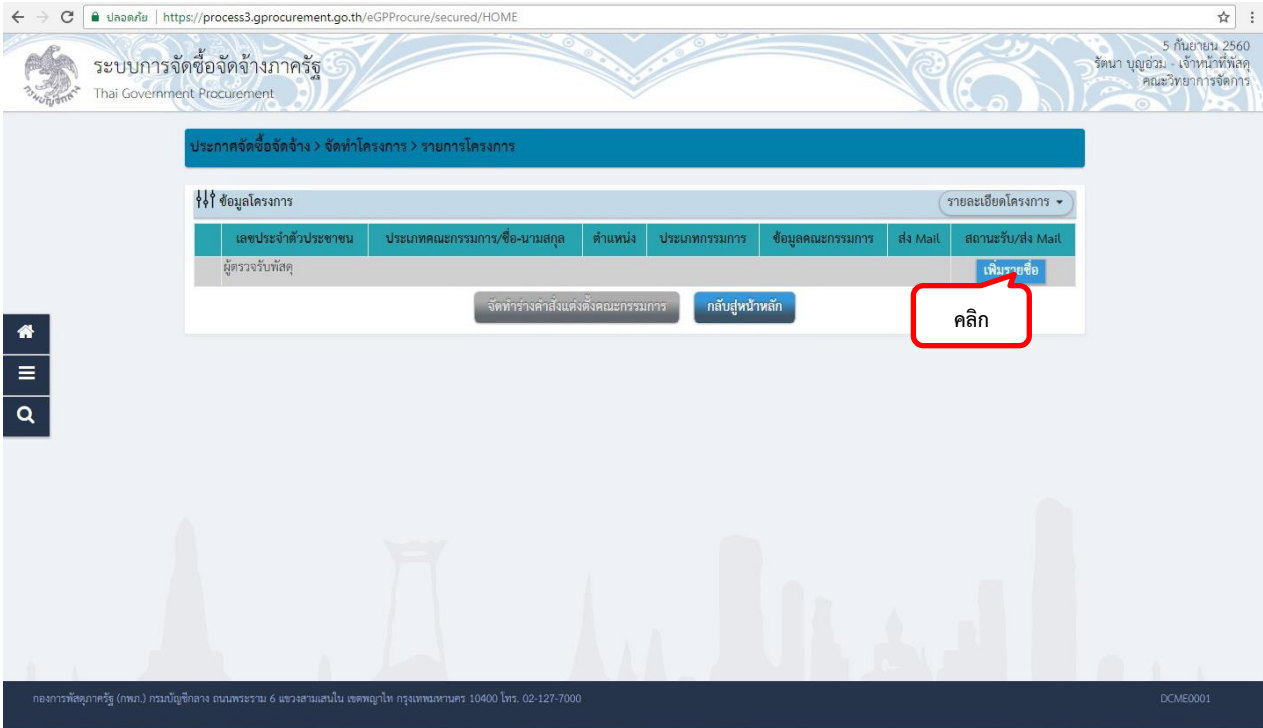 ปลอดภัย | https://process3.gprocurement.go.th/eGPProcure/secured/HOME
ระบบการจัดซื้อจัดจ้างภาครัฐ
Thai Government Procurement
5 กันยายน 2560
รัตนา บุญอ่วม - เจ้าหน้าที่พัสดุ
คณะวิทยาการจัดการ
กรมบัญชีกลาง
ประกาศจัดซื้อจัดจ้าง > จัดทำโครงการ > รายการโครงการ
ข้อมูลโครงการ รายละเอียดโครงการ
เลขประจำตัวประชาชน ประเภทคณะกรรมการ/ชื่อ-นามสกุล ตำแหน่ง ประเภทกรรมการ ข้อมูลคณะกรรมการ ส่ง Mail สถานะรับ/ส่ง Mail
ผู้ตรวจรับพัสดุ เพิ่มรายชื่อ
จัดทำร่างคำสั่งแต่งตั้งคณะกรรมการ กลับสู่หน้าหลัก
คลิก
กองการพัสดุภาครัฐ (กพภ.) กรมบัญชีกลาง ถนนพระราม 6 แขวงสามเสนใน เขตพญาไท กรุงเทพมหานคร 10400 โทร. 02-127-7000 DCME0001